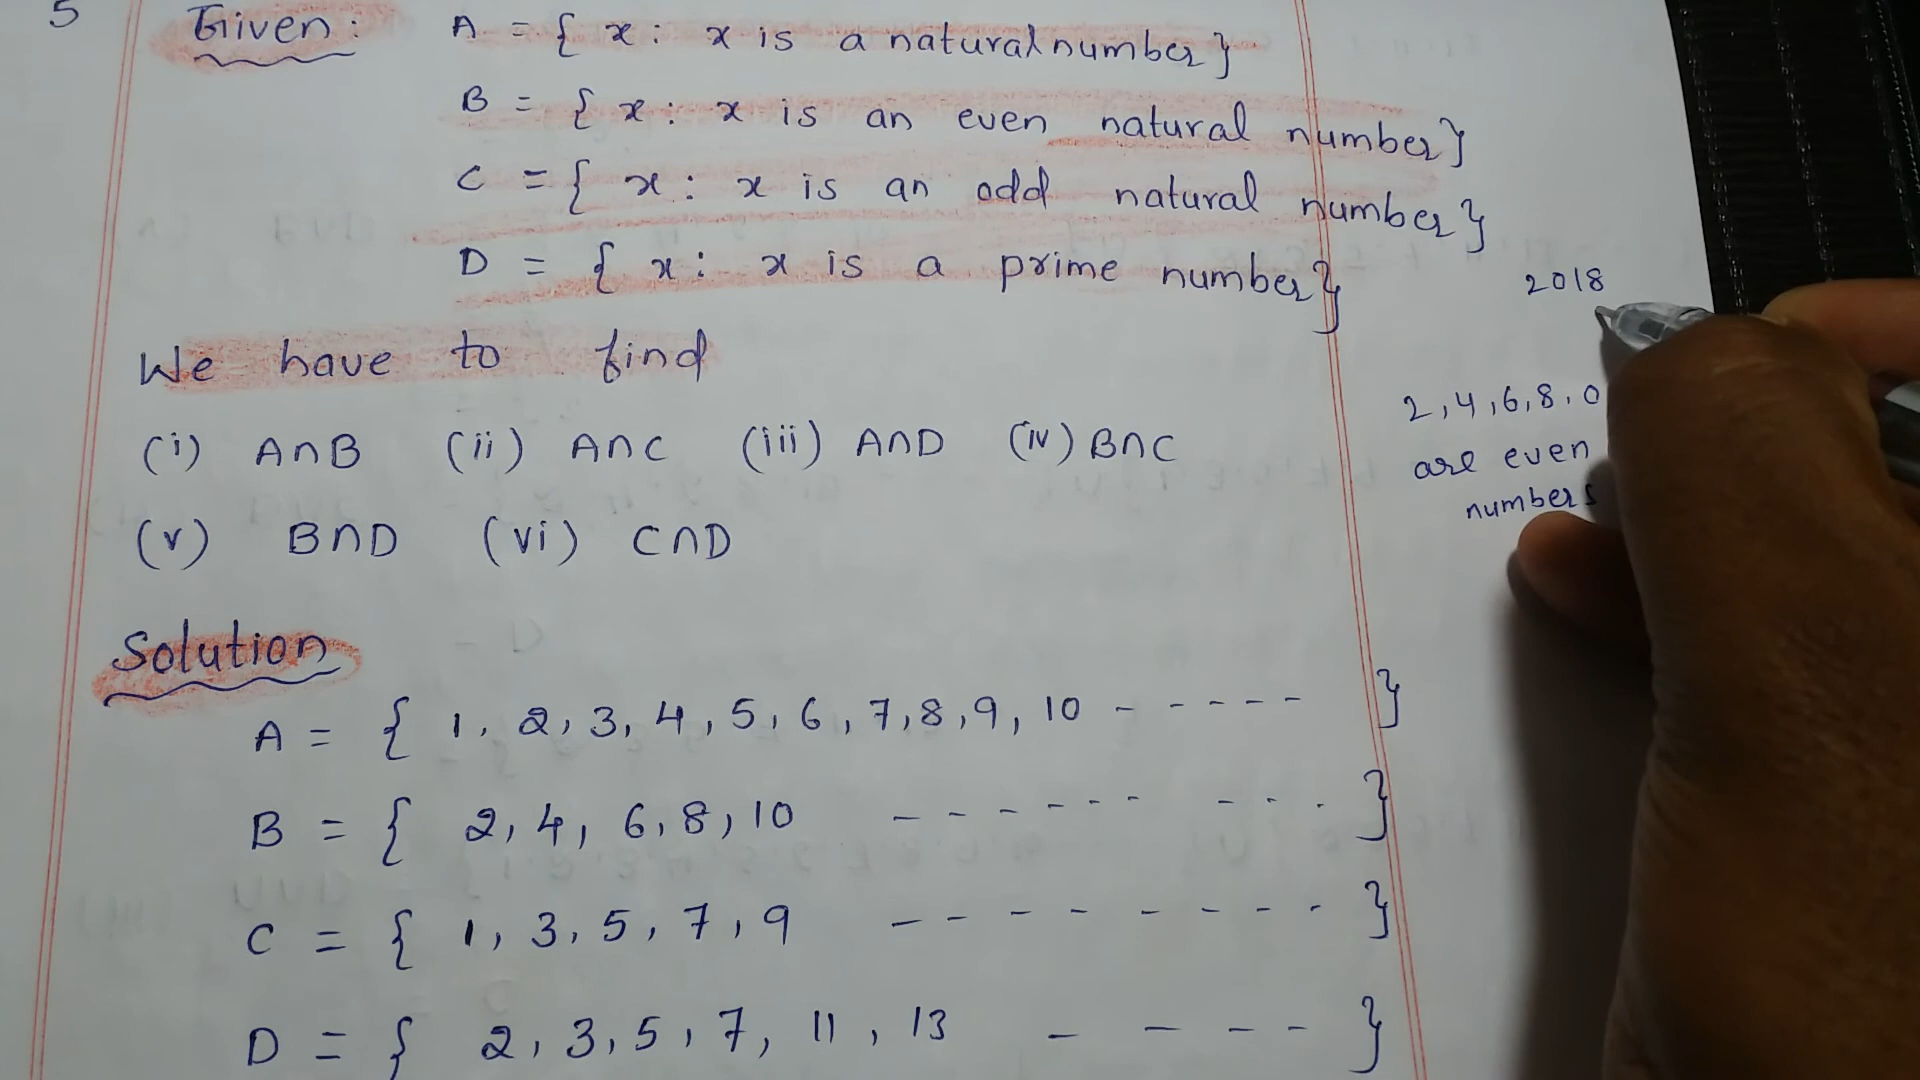 5 Given: A = { x : x is a natural number }
B = { x : x is an even natural number }
C = { x : x is an odd natural number }
D = { x : x is a prime number }
2018
We have to find
2, 4, 6, 8, 0
are even
numbers
(i) A∩B (ii) A∩C (iii) A∩D (iv) B∩C
(v) B∩D (vi) C∩D
Solution
A = { 1, 2, 3, 4, 5, 6, 7, 8, 9, 10 - - - - - }
B = { 2, 4, 6, 8, 10 - - - - - - - - - }
C = { 1, 3, 5, 7, 9 - - - - - - - - - }
D = { 2, 3, 5, 7, 11, 13 - - - - }